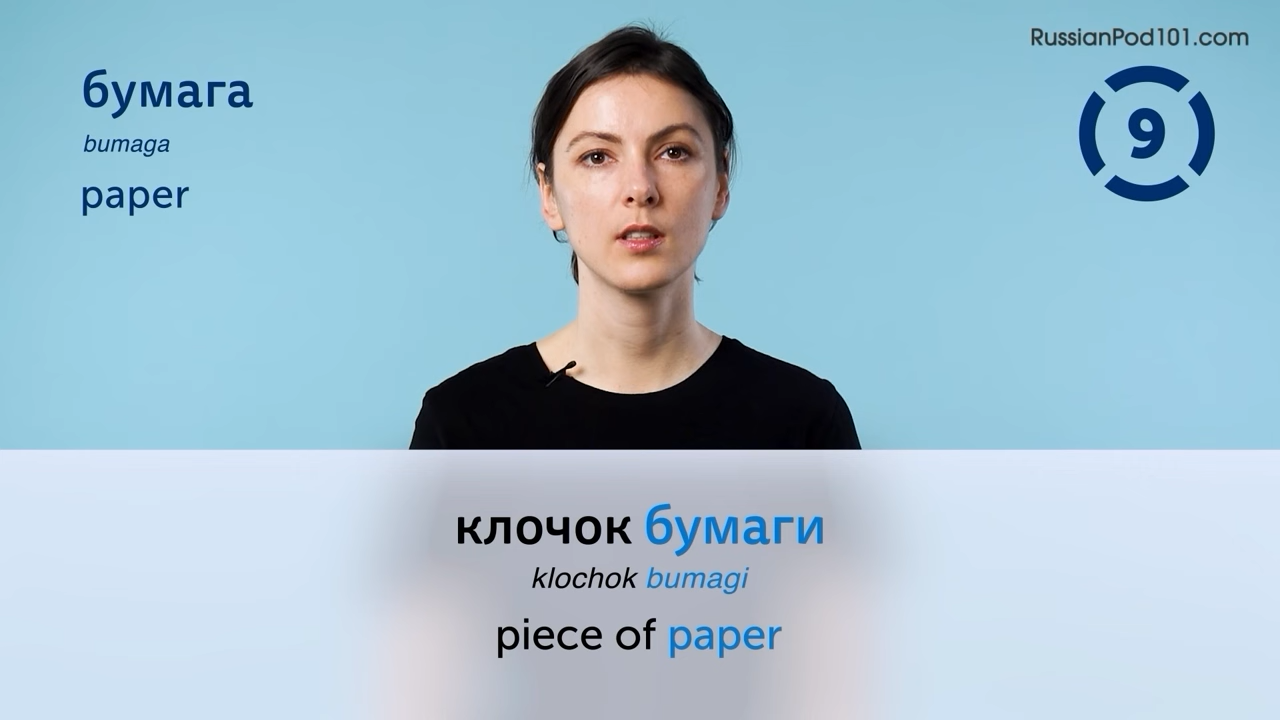 RussianPod101.com
бумага
bumaga
paper
9
клочок бумаги
klochok bumagi
piece of paper